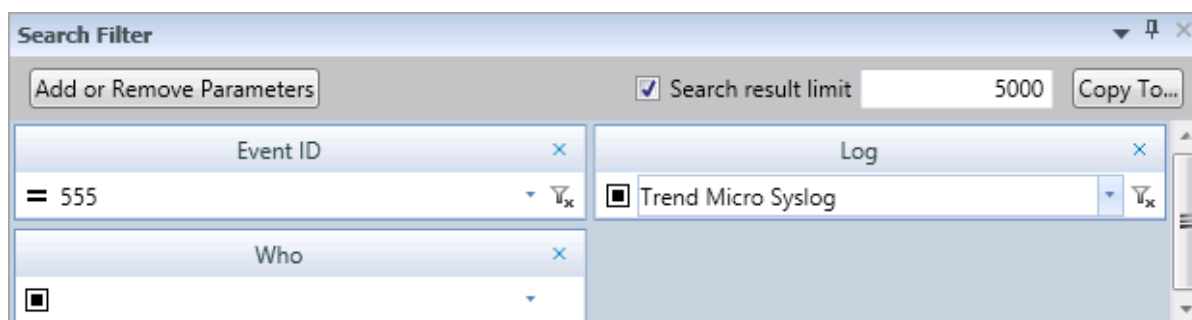 Search Filter
Add or Remove Parameters Search result limit 5000 Copy To...
Event ID Log
= 555 Trend Micro Syslog
Who